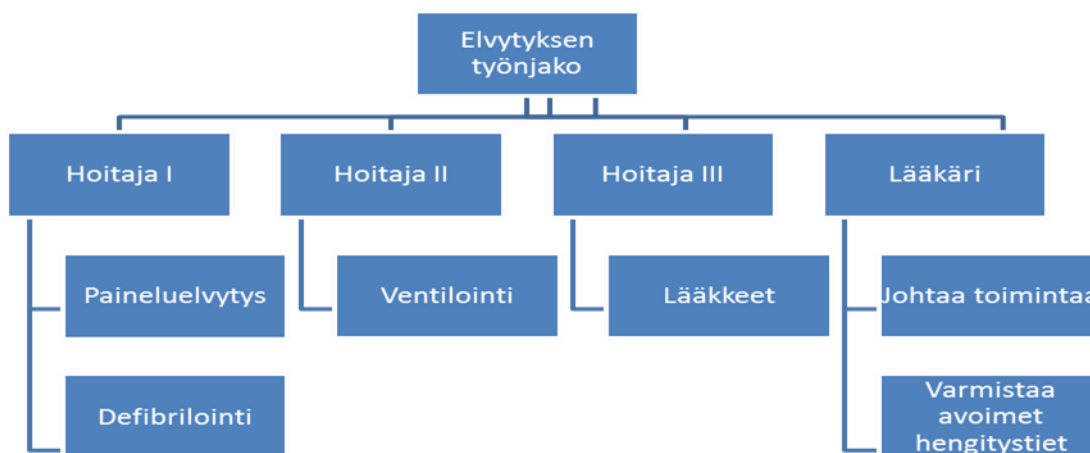 Elvytyksen
työnjako
Hoitaja I
Hoitaja II
Hoitaja III
Lääkäri
Paineluelvytys
Ventilointi
Lääkkeet
Johtaa toimintaa
Defibrilointi
Varmistaa
avoimet
hengitystiet